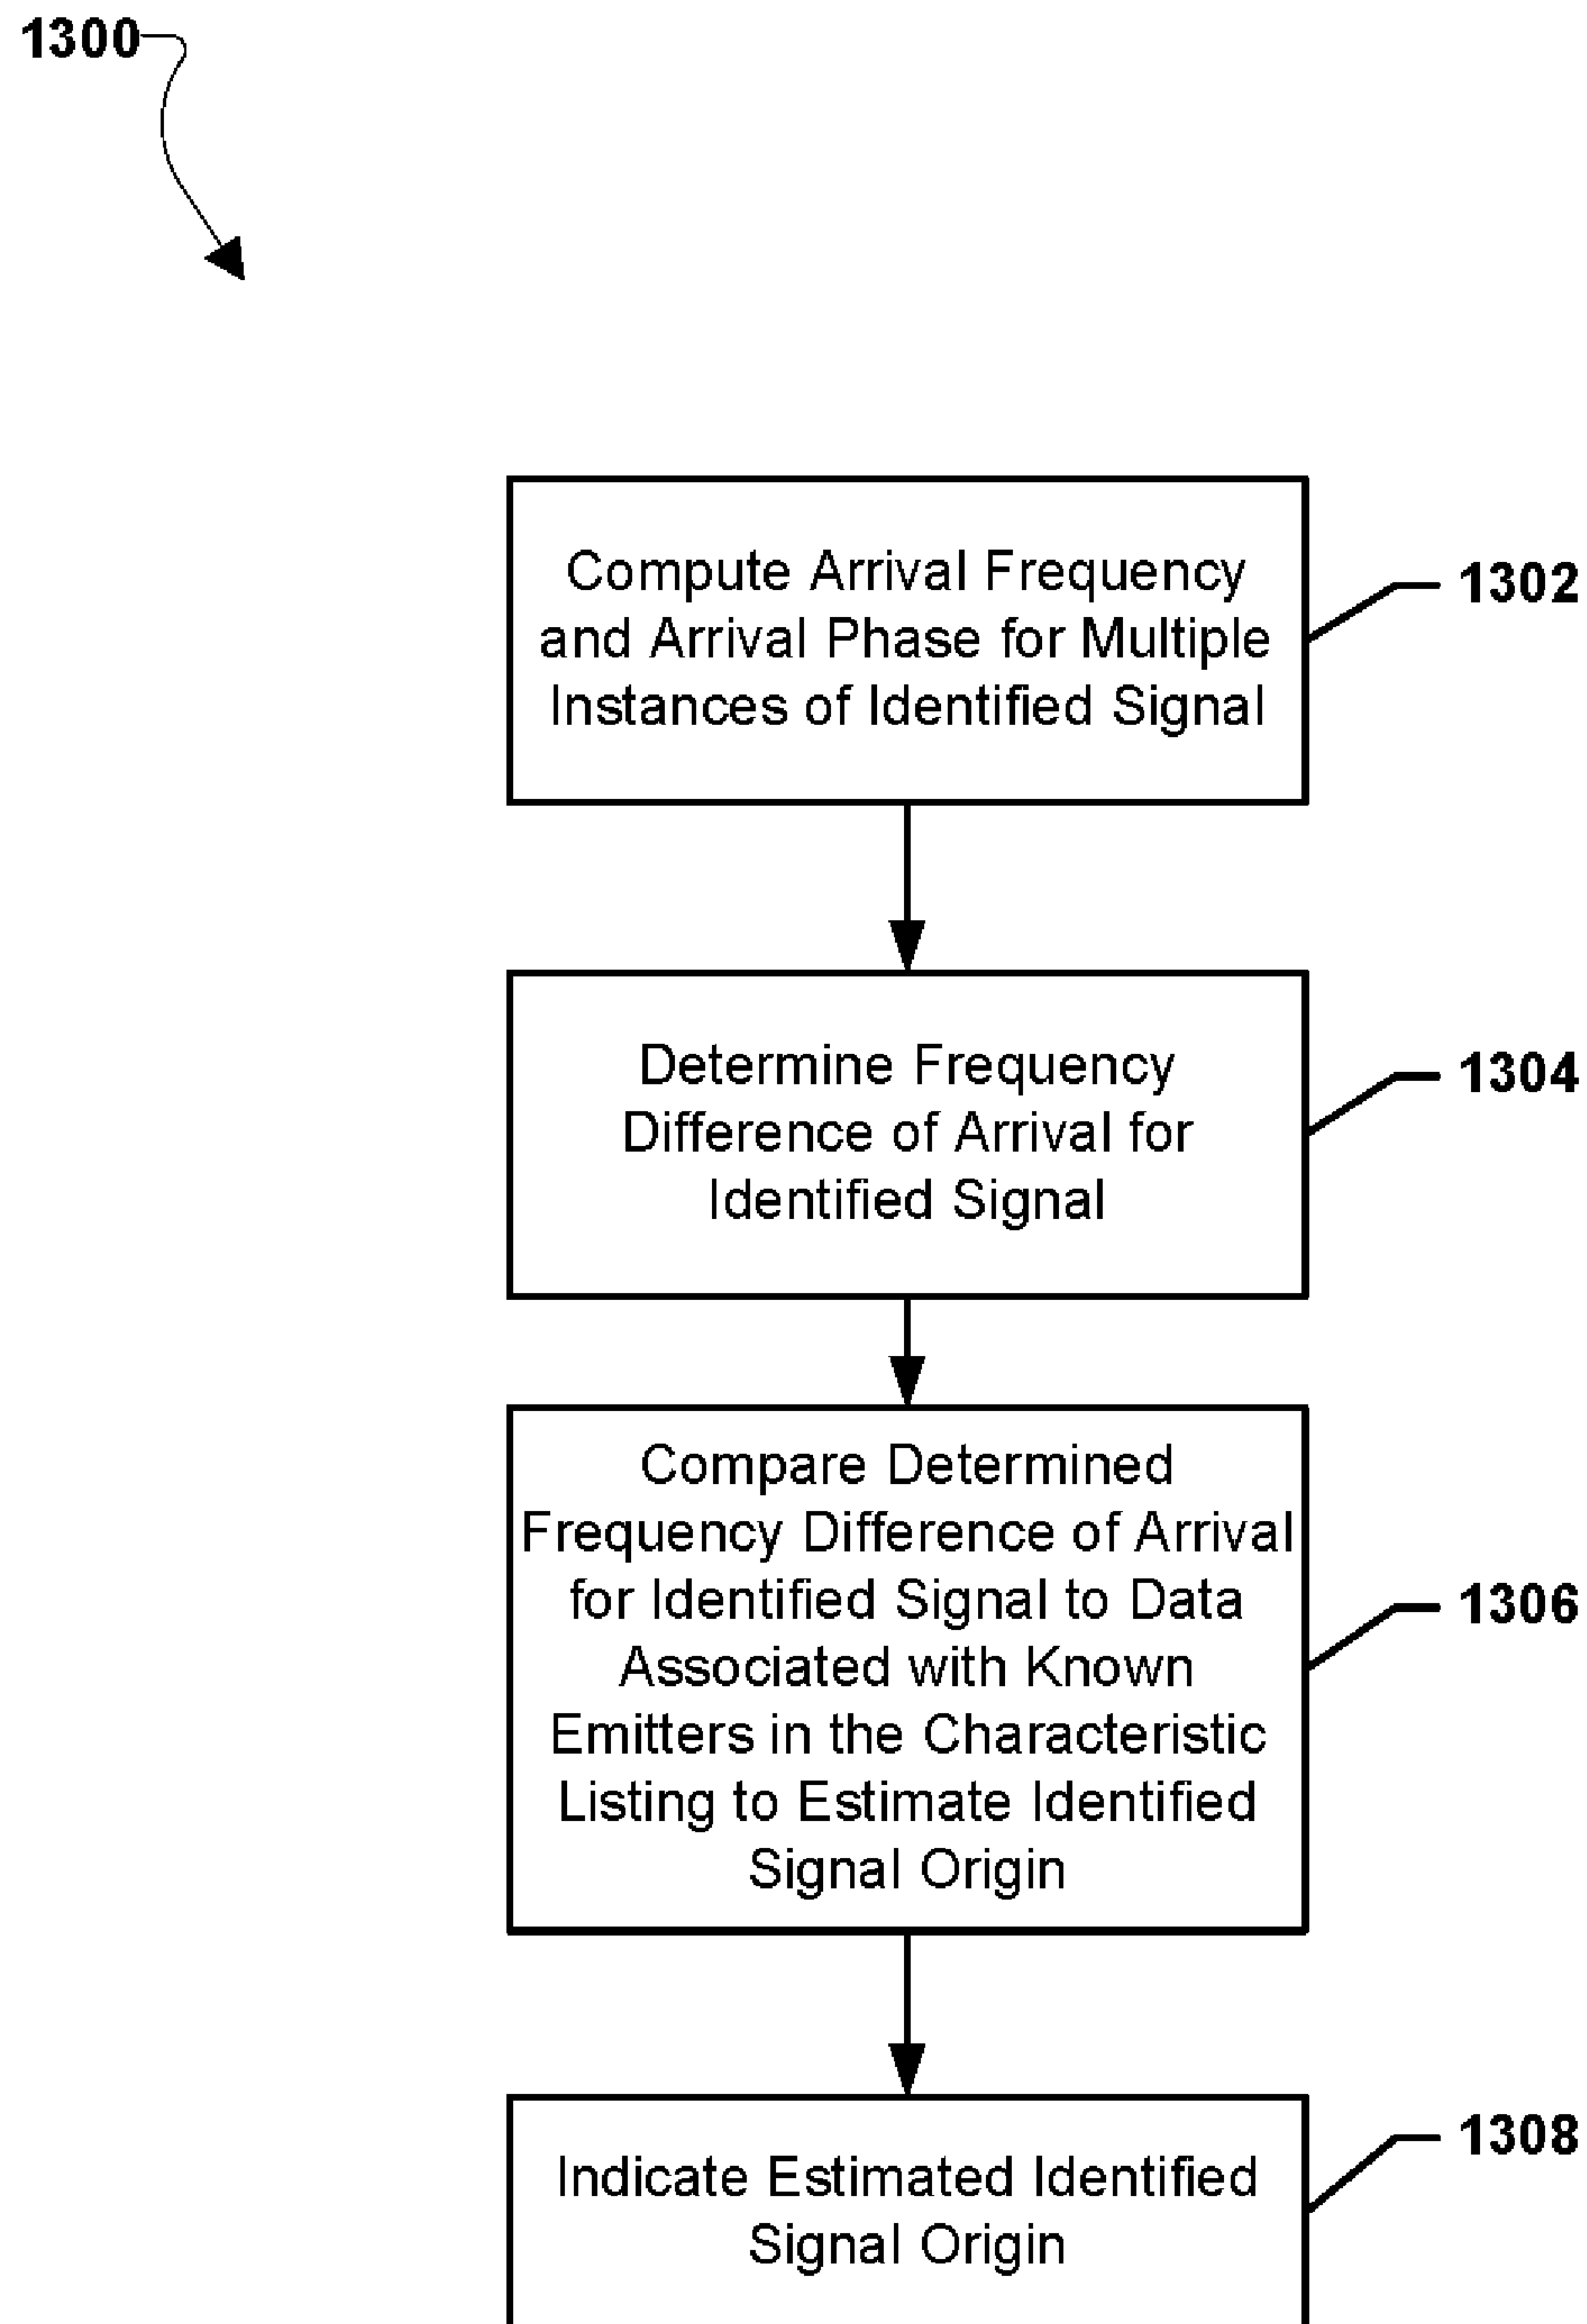 1300
Compute Arrival Frequency
and Arrival Phase for Multiple
Instances of Identified Signal
1302
Determine Frequency
Difference of Arrival for
Identified Signal
1304
Compare Determined
Frequency Difference of Arrival
for Identified Signal to Data
Associated with Known
Emitters in the Characteristic
Listing to Estimate Identified
Signal Origin
1306
Indicate Estimated Identified
Signal Origin
1308